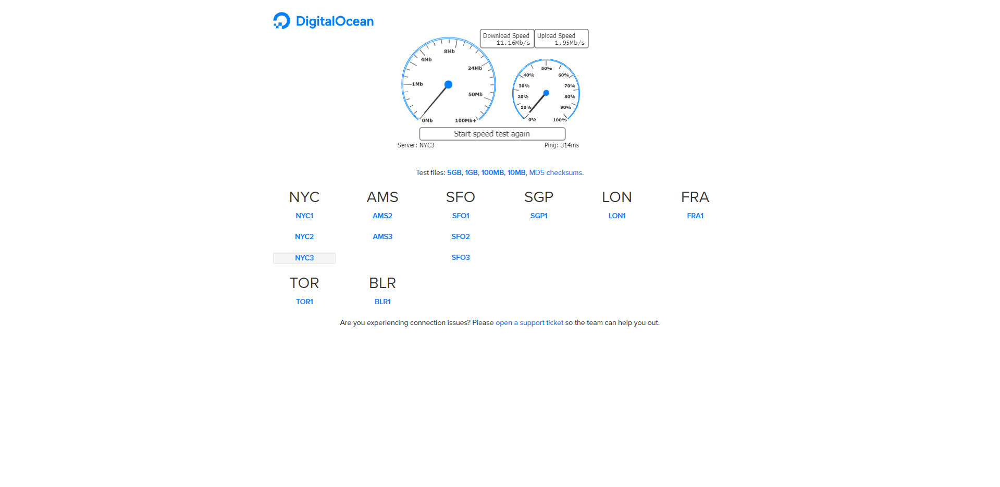 DigitalOcean
Download Speed
11.16Mb/s
Upload Speed
1.95Mb/s
0Mb
1Mb
4Mb
8Mb
24Mb
50Mb
100Mb+
0%
10%
20%
30%
40%
50%
60%
70%
80%
90%
100%
Start speed test again
Server: NYC3
Ping: 314ms
Test files: 5GB, 1GB, 100MB, 10MB, MD5 checksums.
NYC AMS SFO SGP LON FRA
NYC1 AMS2 SFO1 SGP1 LON1 FRA1
NYC2 AMS3 SFO2
NYC3 SFO3
TOR BLR
TOR1 BLR1
Are you experiencing connection issues? Please open a support ticket so the team can help you out.